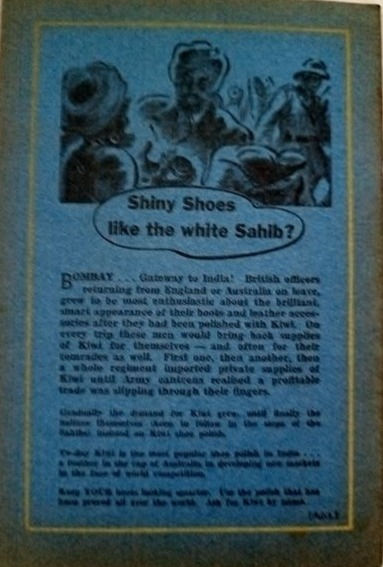 Shiny Shoes
like the white Sahib?
BOMBAY . . . Gateway to India! British officers
returning from England or Australia on leave,
grew to be most enthusiastic about the brilliant,
smart appearance of their boots and leather acces-
sories after they had been polished with Kiwi. On
every trip these men would bring back supplies
of Kiwi for themselves — and often for their
comrades as well. First one, then another, then
a whole regiment imported private supplies of
Kiwi until Army canteens realised a profitable
trade was slipping through their fingers.
Gradually the demand for Kiwi grew, until finally the
natives themselves (keen to follow in the steps of the
Sahibs) insisted on Kiwi shoe polish.
To-day Kiwi is the most popular shoe polish in India . . .
a feather in the cap of Australia in developing new markets
in the face of world competition.
Keep YOUR boots looking smarter. Use the polish that has
been proved all over the world. Ask for Kiwi by name.